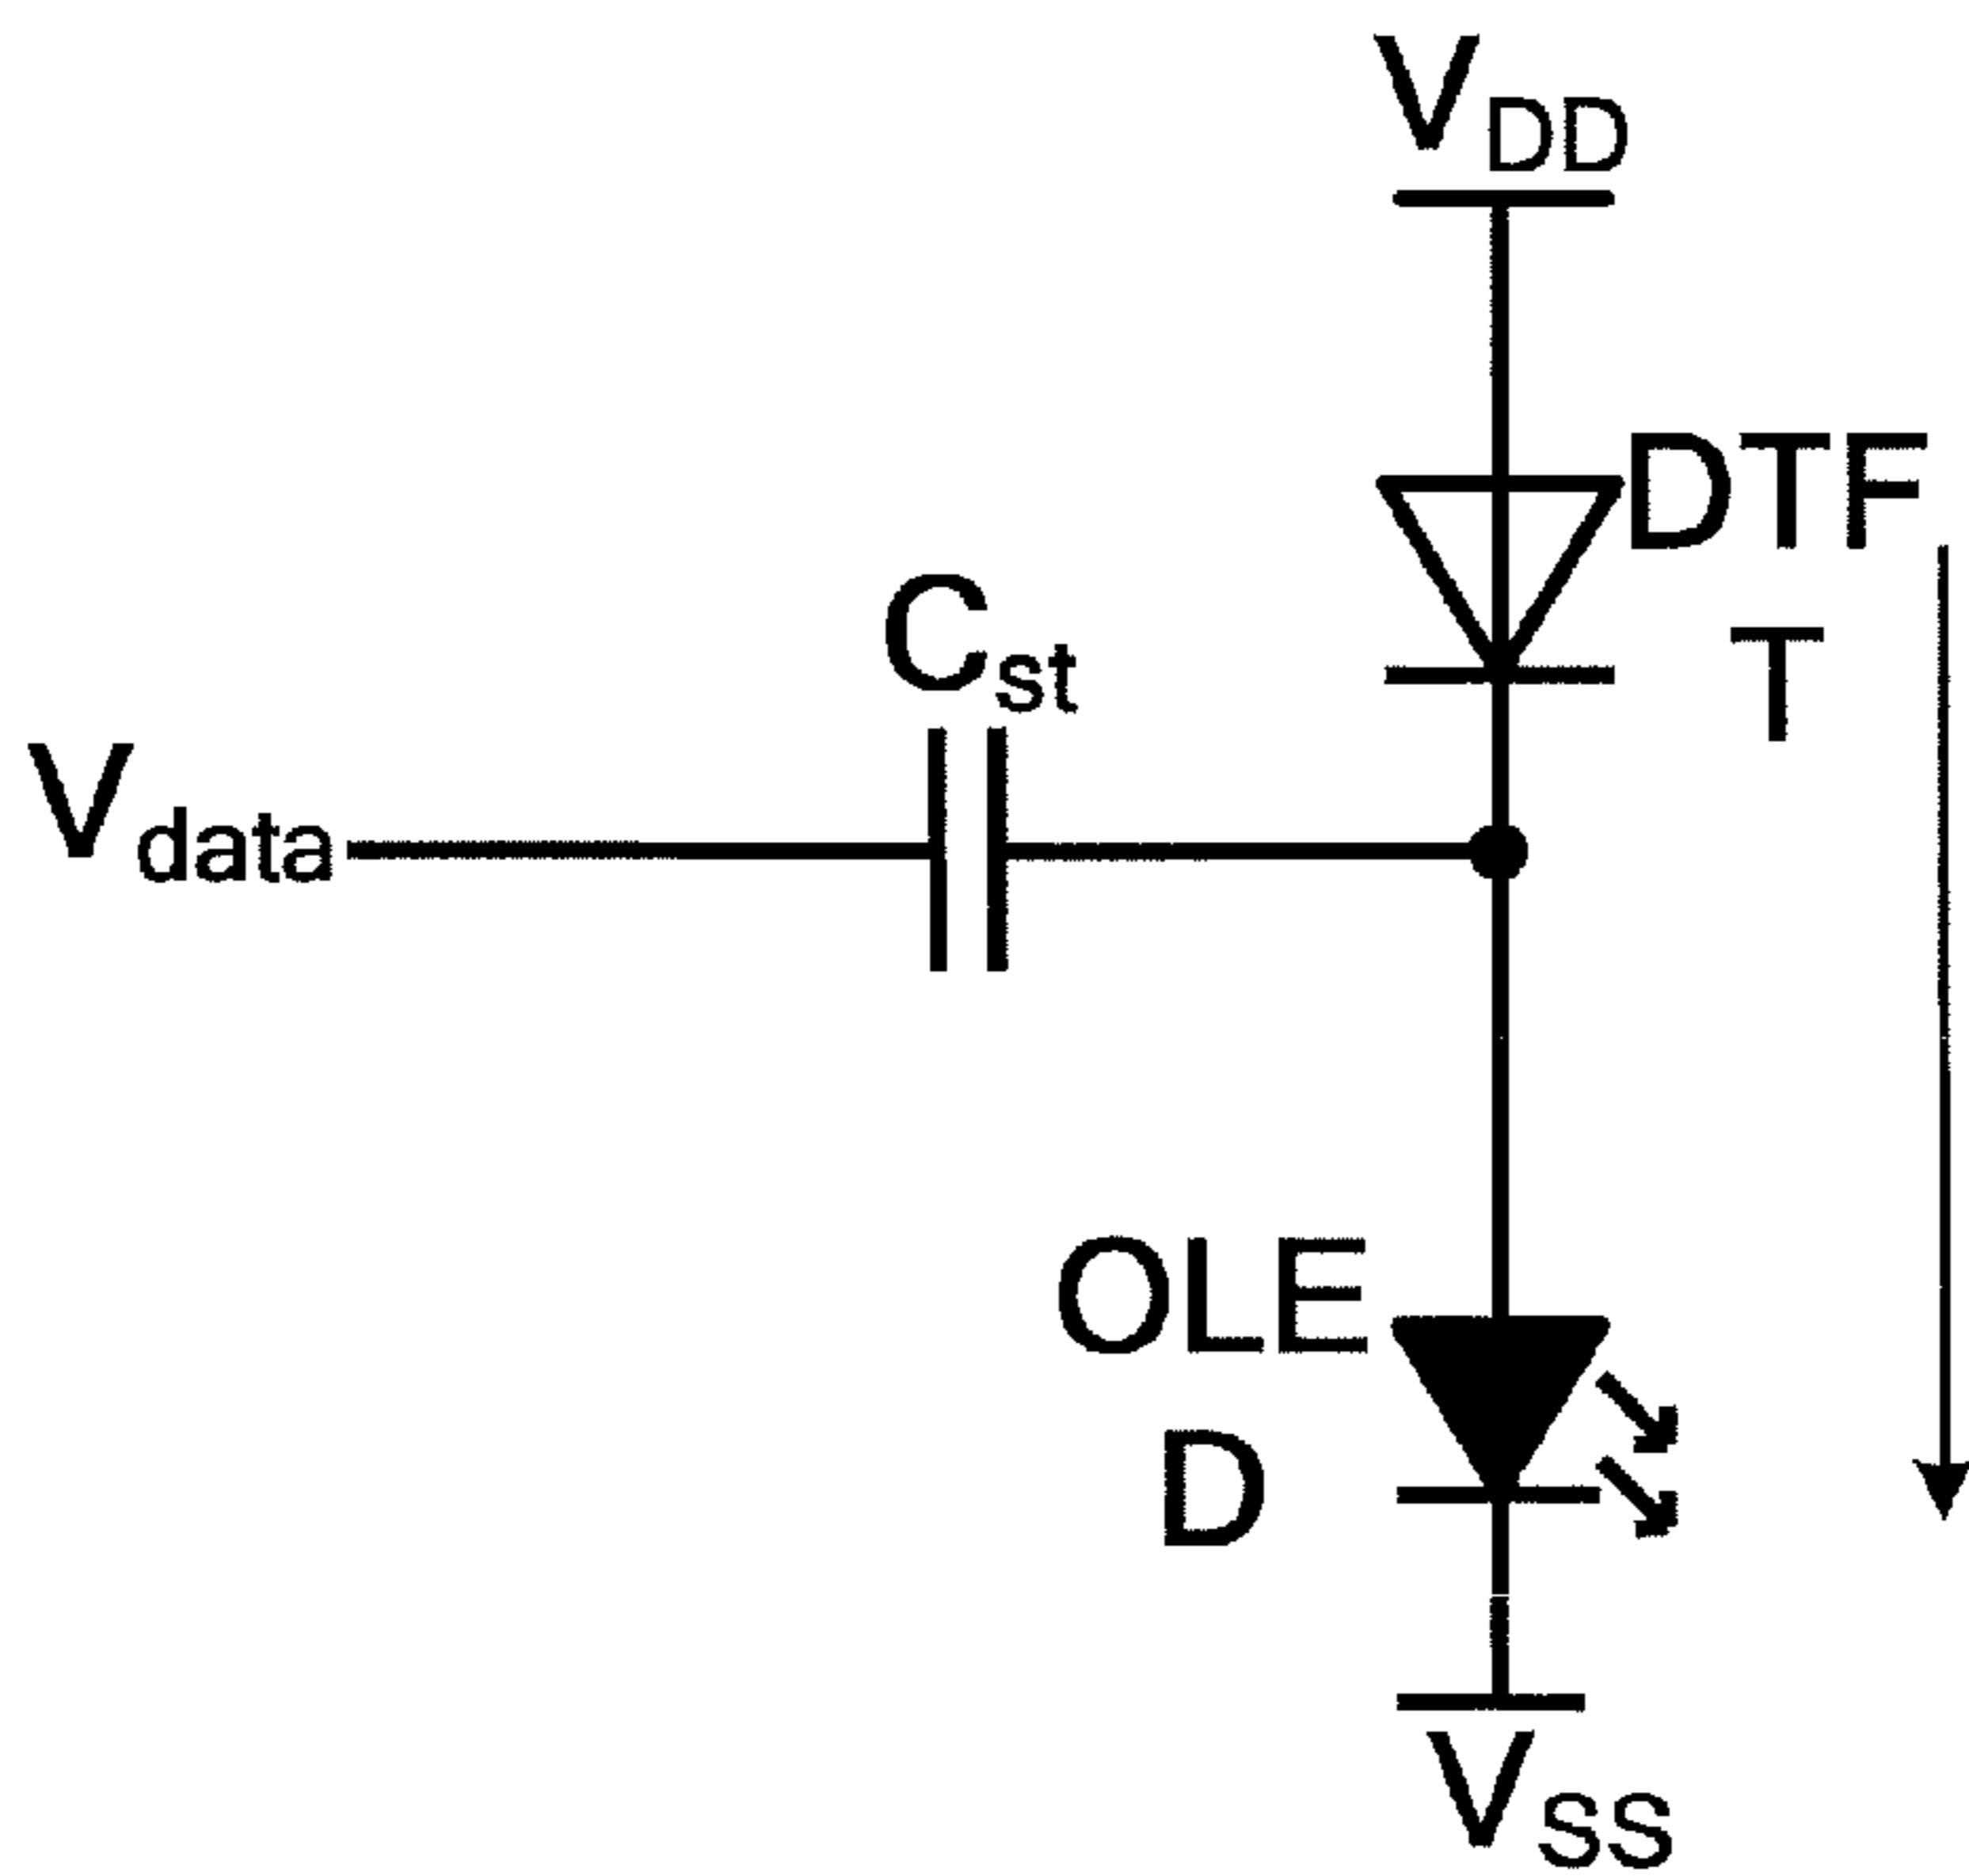 VDD
DTF
T
Cst
Vdata
OLE
D
VSS